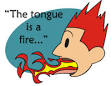 "The tongue
is a
fire..."